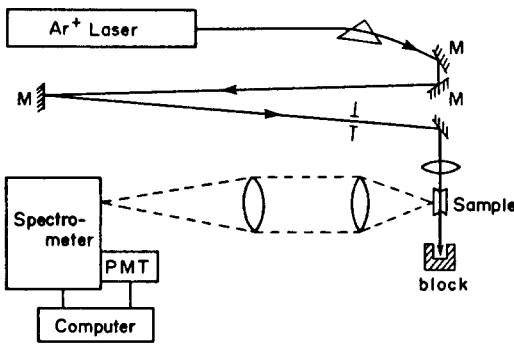 Ar+ Laser
M
M
M
Spectro-
meter
Sample
PMT
block
Computer